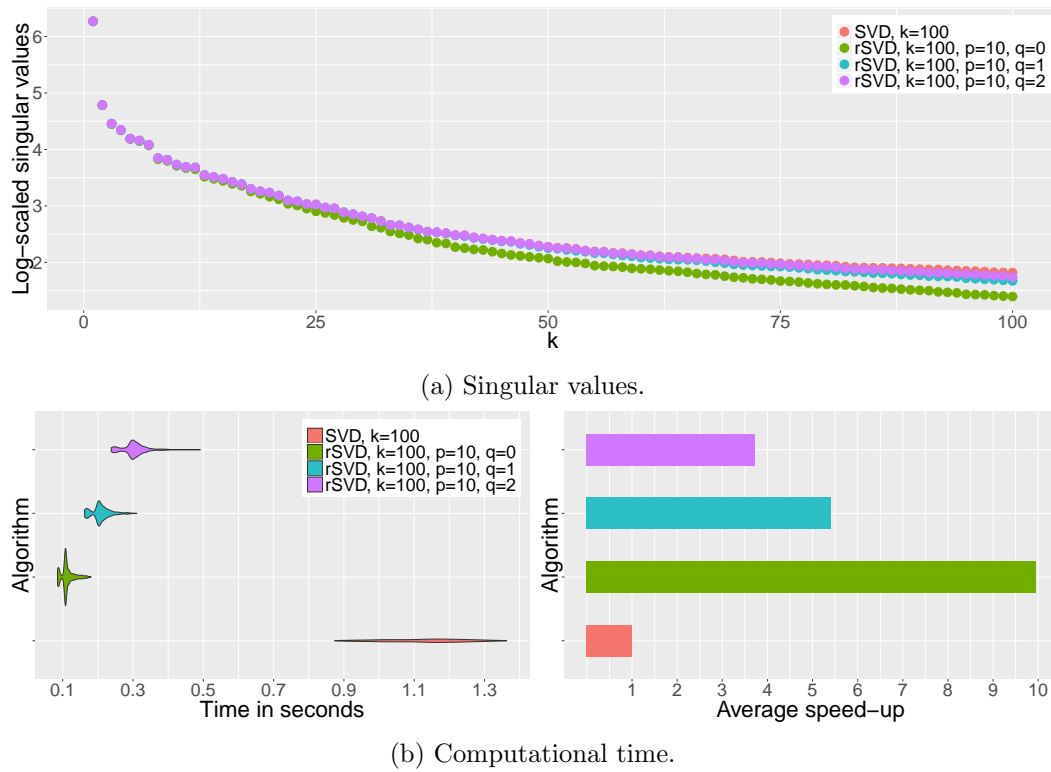 Log−scaled singular values
6
5
4
3
2
0
25
50
75
100
k
SVD, k=100
rSVD, k=100, p=10, q=0
rSVD, k=100, p=10, q=1
rSVD, k=100, p=10, q=2
(a) Singular values.
Algorithm
SVD, k=100
rSVD, k=100, p=10, q=0
rSVD, k=100, p=10, q=1
rSVD, k=100, p=10, q=2
0.1
0.3
0.5
0.7
0.9
1.1
1.3
Time in seconds
Algorithm
1
2
3
4
5
6
7
8
9
10
Average speed−up
(b) Computational time.